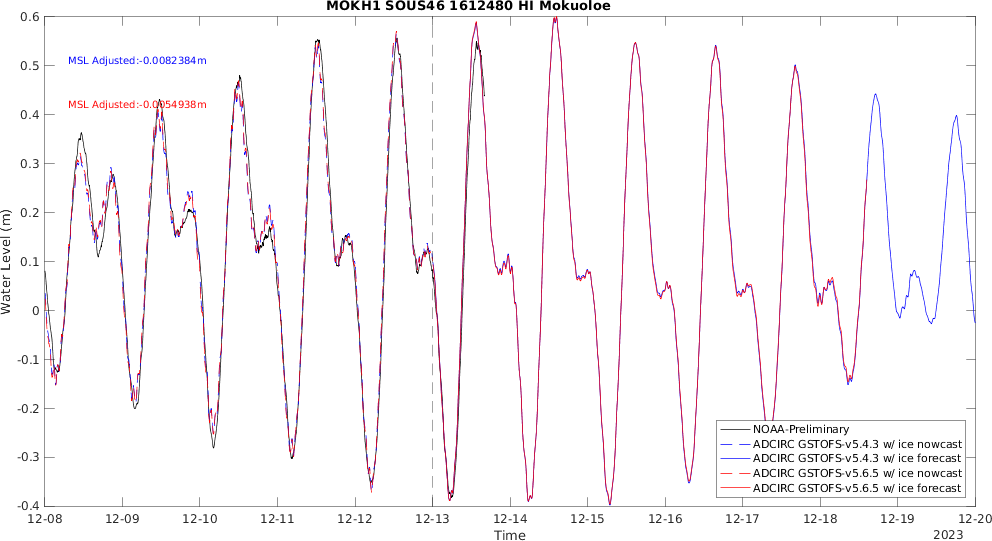 MOKH1 SOUS46 1612480 HI Mokuoloe
0.6
0.5
0.4
0.3
0.2
0.1
0
-0.1
-0.2
-0.3
-0.4
Water Level (m)
MSL Adjusted:-0.0082384m
MSL Adjusted:-0.0054938m
NOAA-Preliminary
ADCIRC GSTOFS-v5.4.3 w/ ice nowcast
ADCIRC GSTOFS-v5.4.3 w/ ice forecast
ADCIRC GSTOFS-v5.6.5 w/ ice nowcast
ADCIRC GSTOFS-v5.6.5 w/ ice forecast
12-08 12-09 12-10 12-11 12-12 12-13 12-14 12-15 12-16 12-17 12-18 12-19 12-20
Time
2023